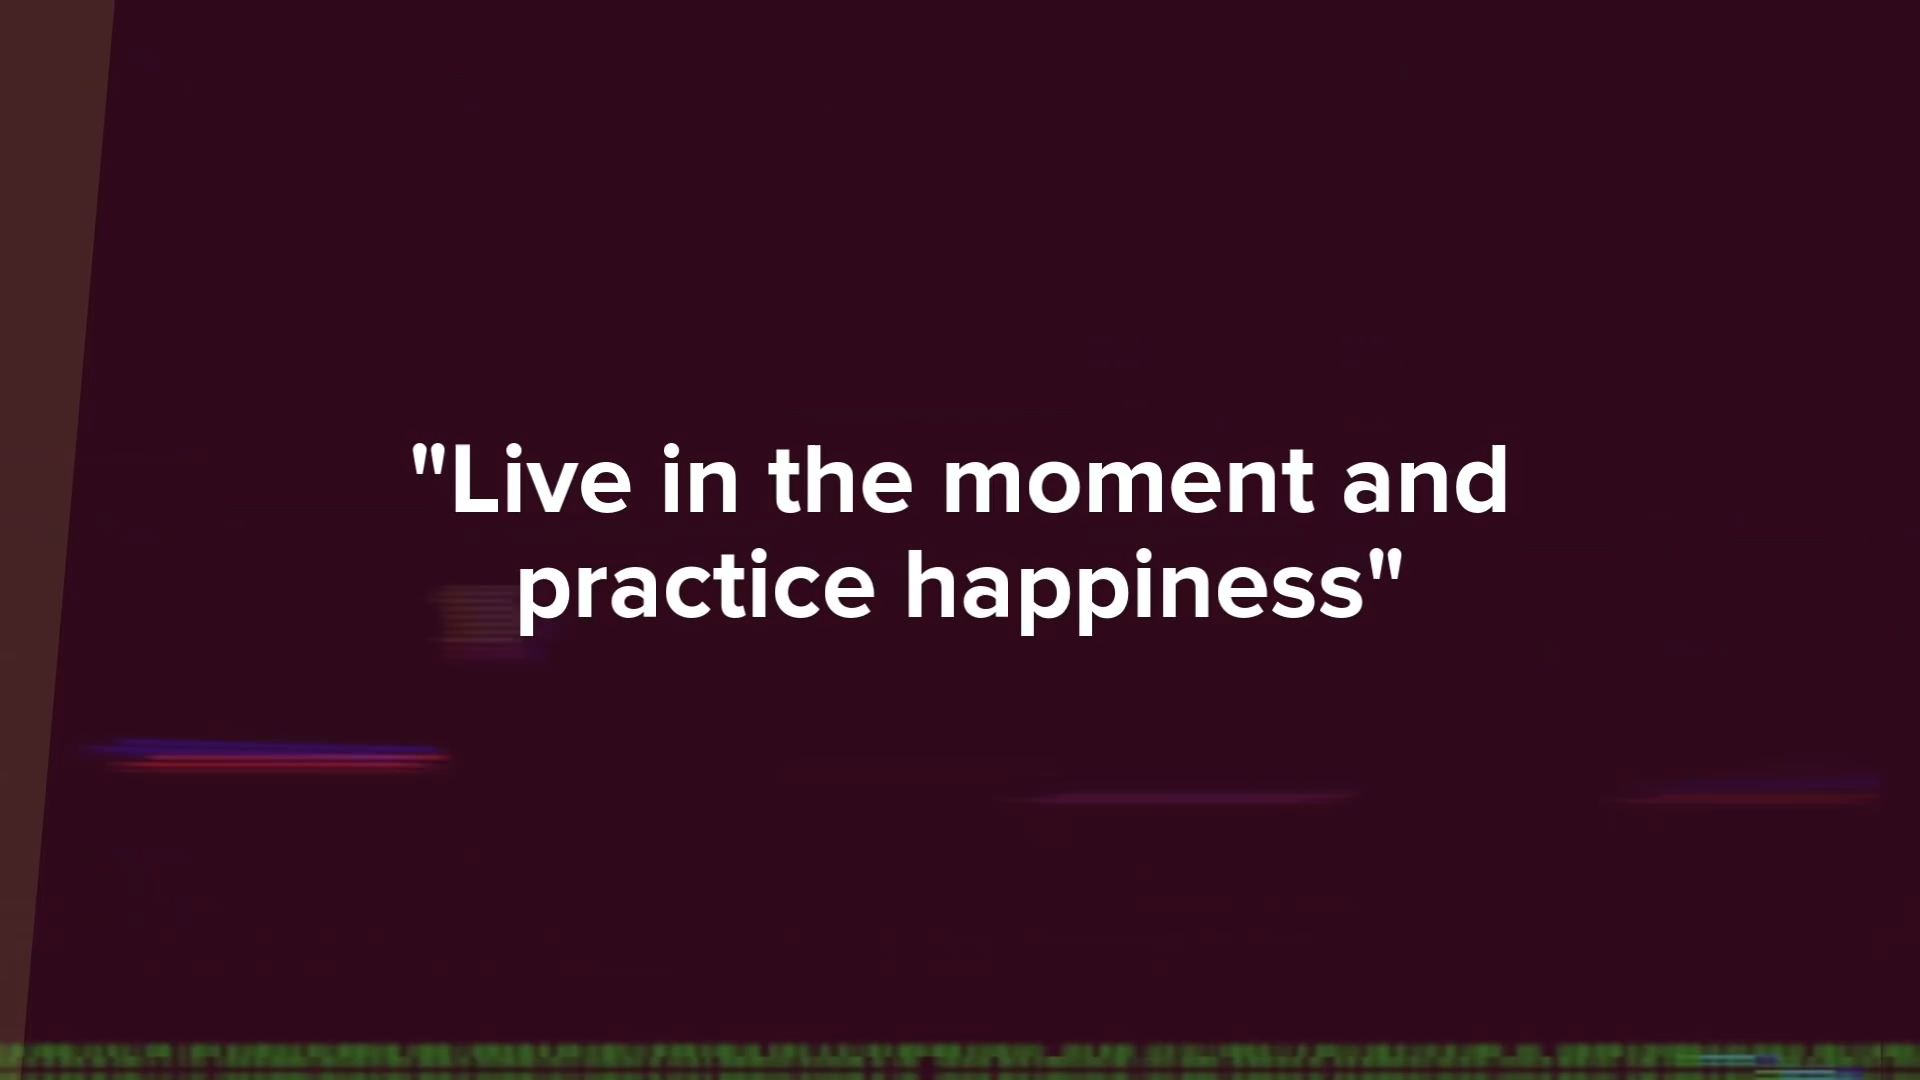 "Live in the moment and
practice happiness"